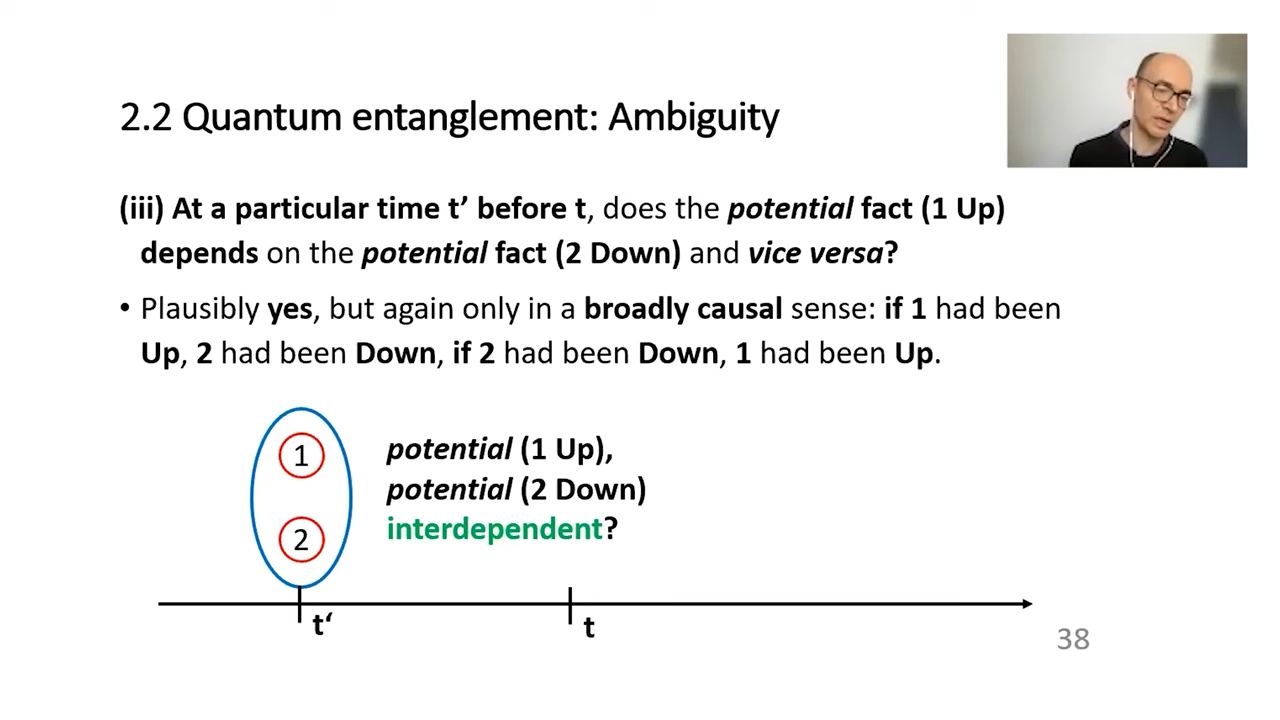 2.2 Quantum entanglement: Ambiguity
(iii) At a particular time t’ before t, does the potential fact (1 Up)
depends on the potential fact (2 Down) and vice versa?
• Plausibly yes, but again only in a broadly causal sense: if 1 had been
Up, 2 had been Down, if 2 had been Down, 1 had been Up.
1
potential (1 Up),
potential (2 Down)
interdependent?
2
t‘
t
38